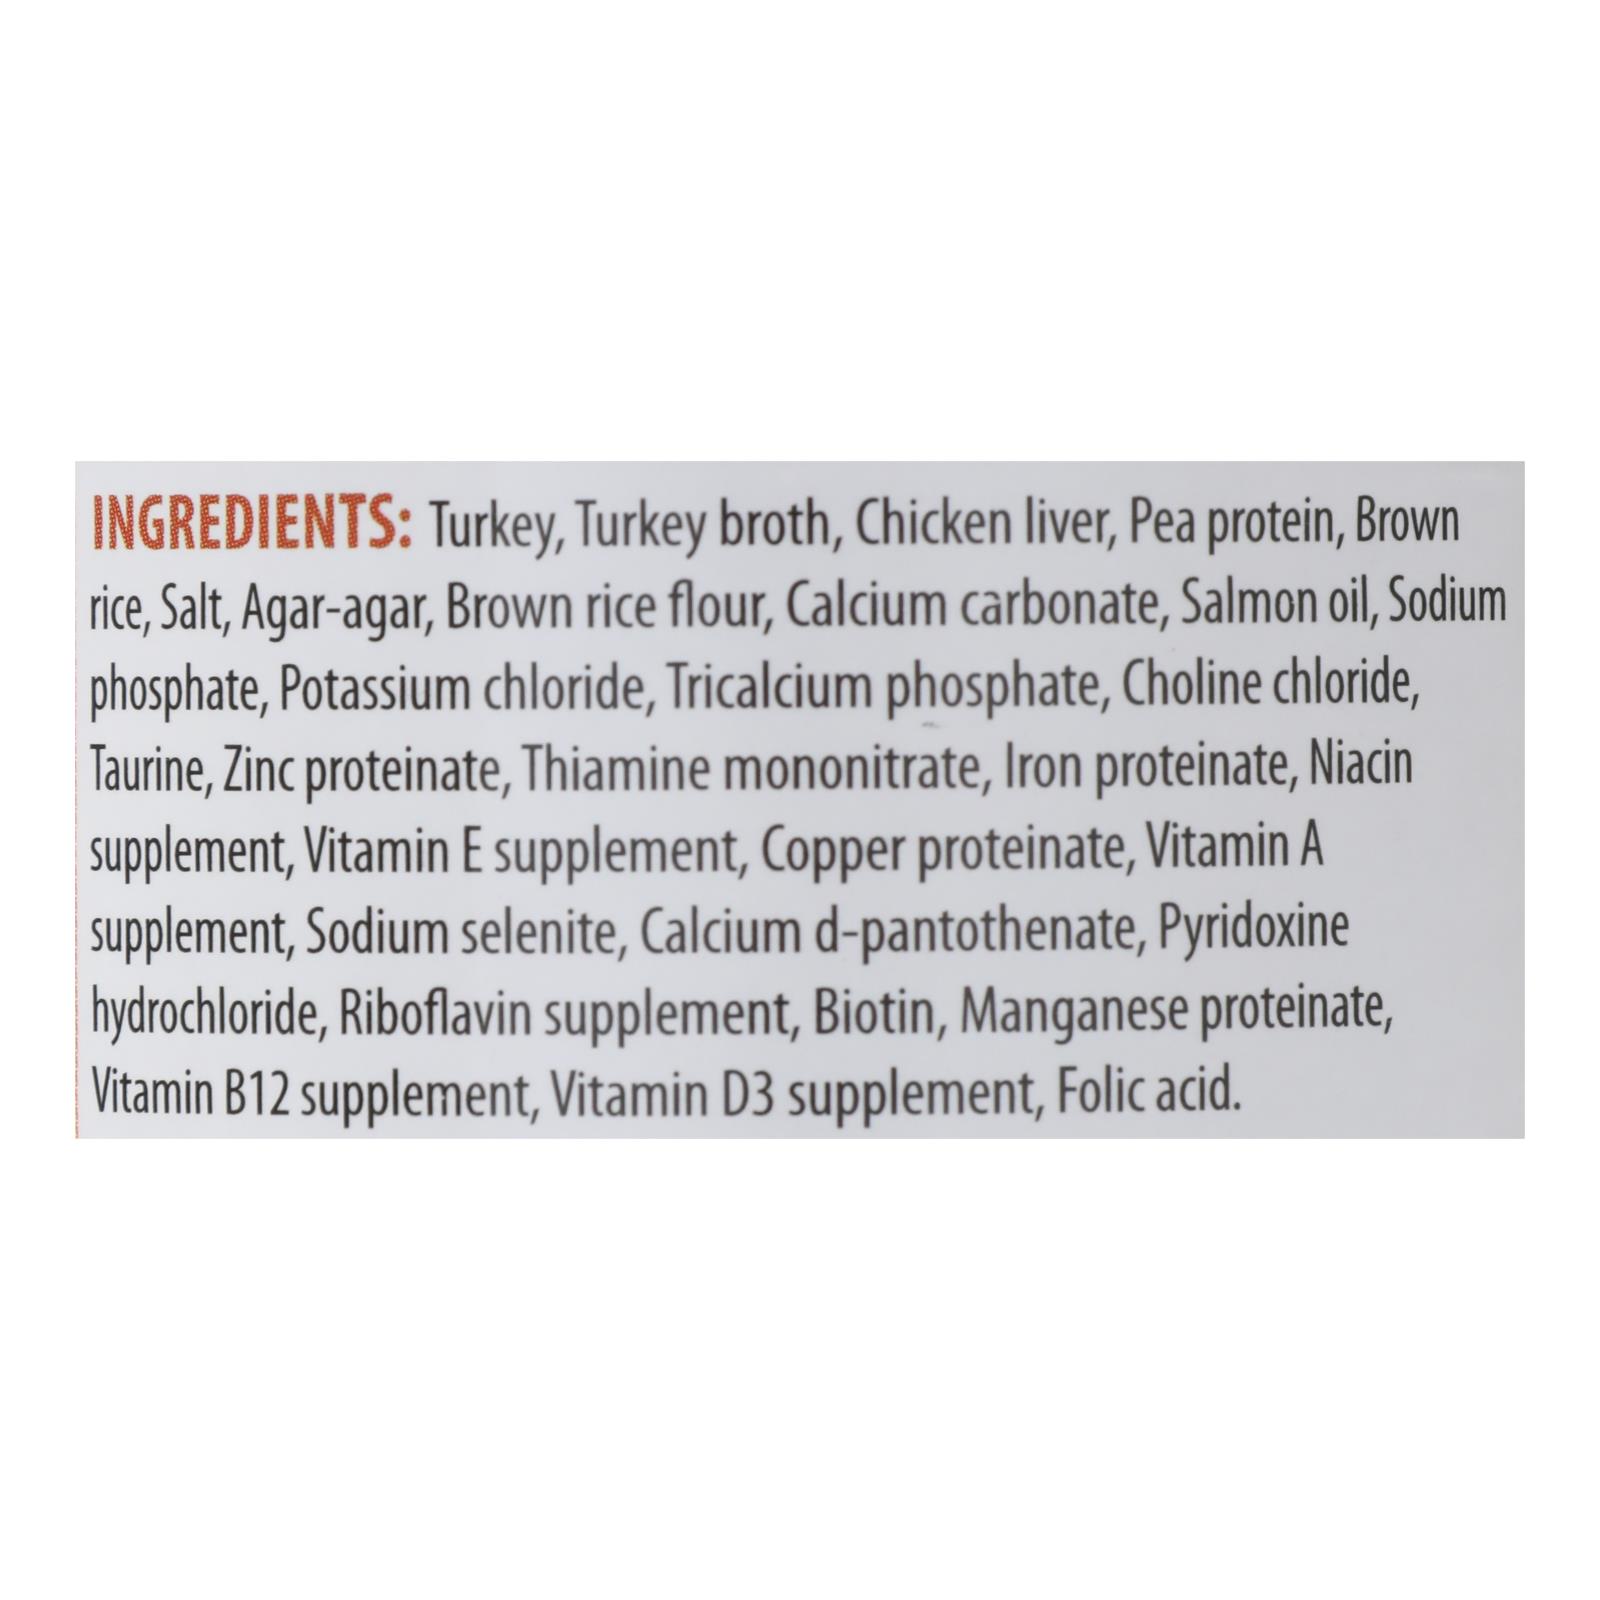 INGREDIENTS: Turkey, Turkey broth, Chicken liver, Pea protein, Brown
rice, Salt, Agar-agar, Brown rice flour, Calcium carbonate, Salmon oil, Sodium
phosphate, Potassium chloride, Tricalcium phosphate, Choline chloride,
Taurine, Zinc proteinate, Thiamine mononitrate, Iron proteinate, Niacin
supplement, Vitamin E supplement, Copper proteinate, Vitamin A
supplement, Sodium selenite, Calcium d-pantothenate, Pyridoxine
hydrochloride, Riboflavin supplement, Biotin, Manganese proteinate,
Vitamin B12 supplement, Vitamin D3 supplement, Folic acid.